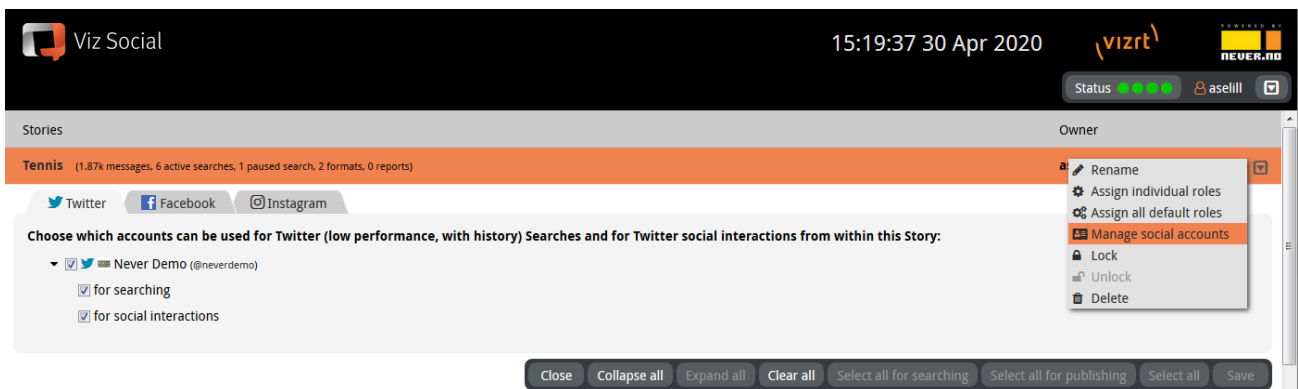 Viz Social
15:19:37 30 Apr 2020
vizrt
POWERED BY
never.no
Status
aselill
Stories
Owner
Tennis (1.87k messages, 6 active searches, 1 paused search, 2 formats, 0 reports)
Rename
Assign individual roles
Assign all default roles
Manage social accounts
Lock
Unlock
Delete
Twitter
Facebook
Instagram
Choose which accounts can be used for Twitter (low performance, with history) Searches and for Twitter social interactions from within this Story:
Never Demo (@neverdemo)
for searching
for social interactions
Close Collapse all Expand all Clear all Select all for searching Select all for publishing Select all Save